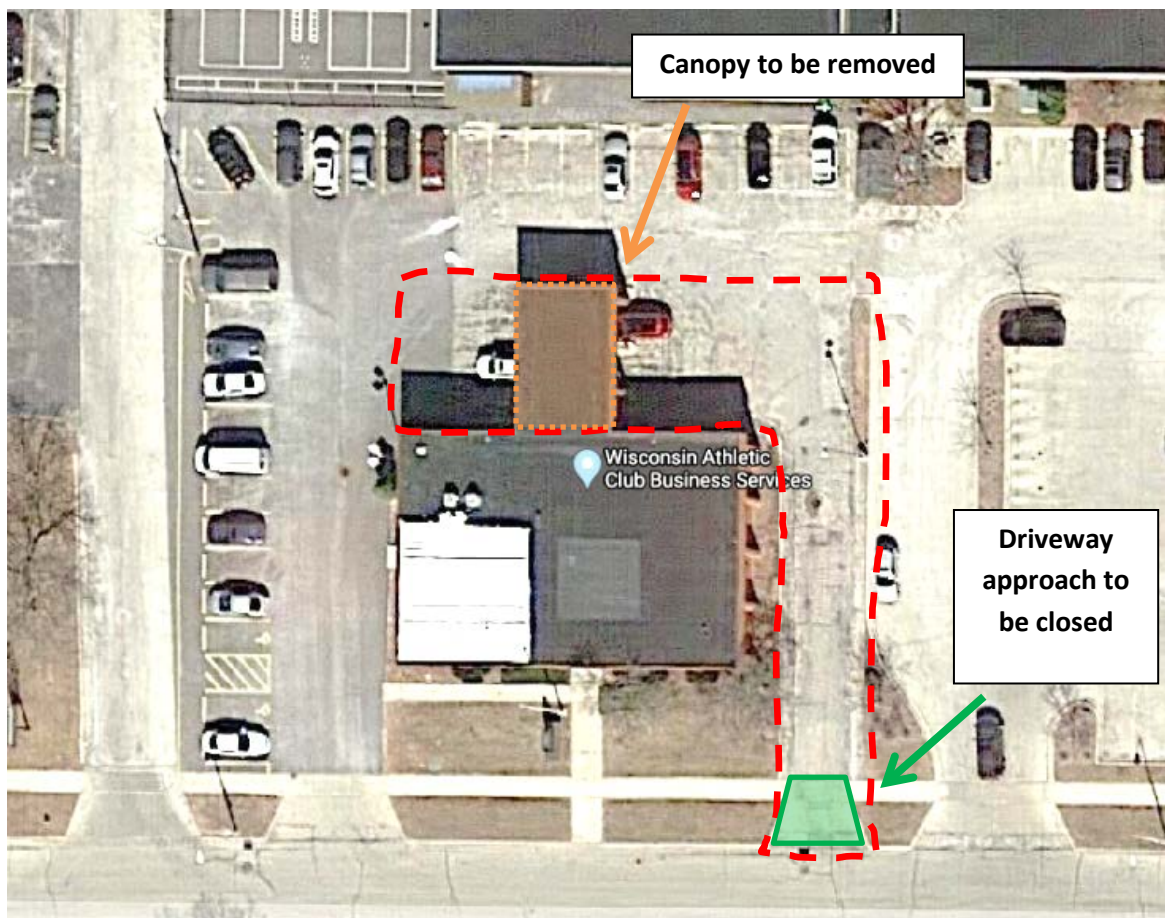 Canopy to be removed
Wisconsin Athletic
Club Business Services
Driveway
approach to
be closed